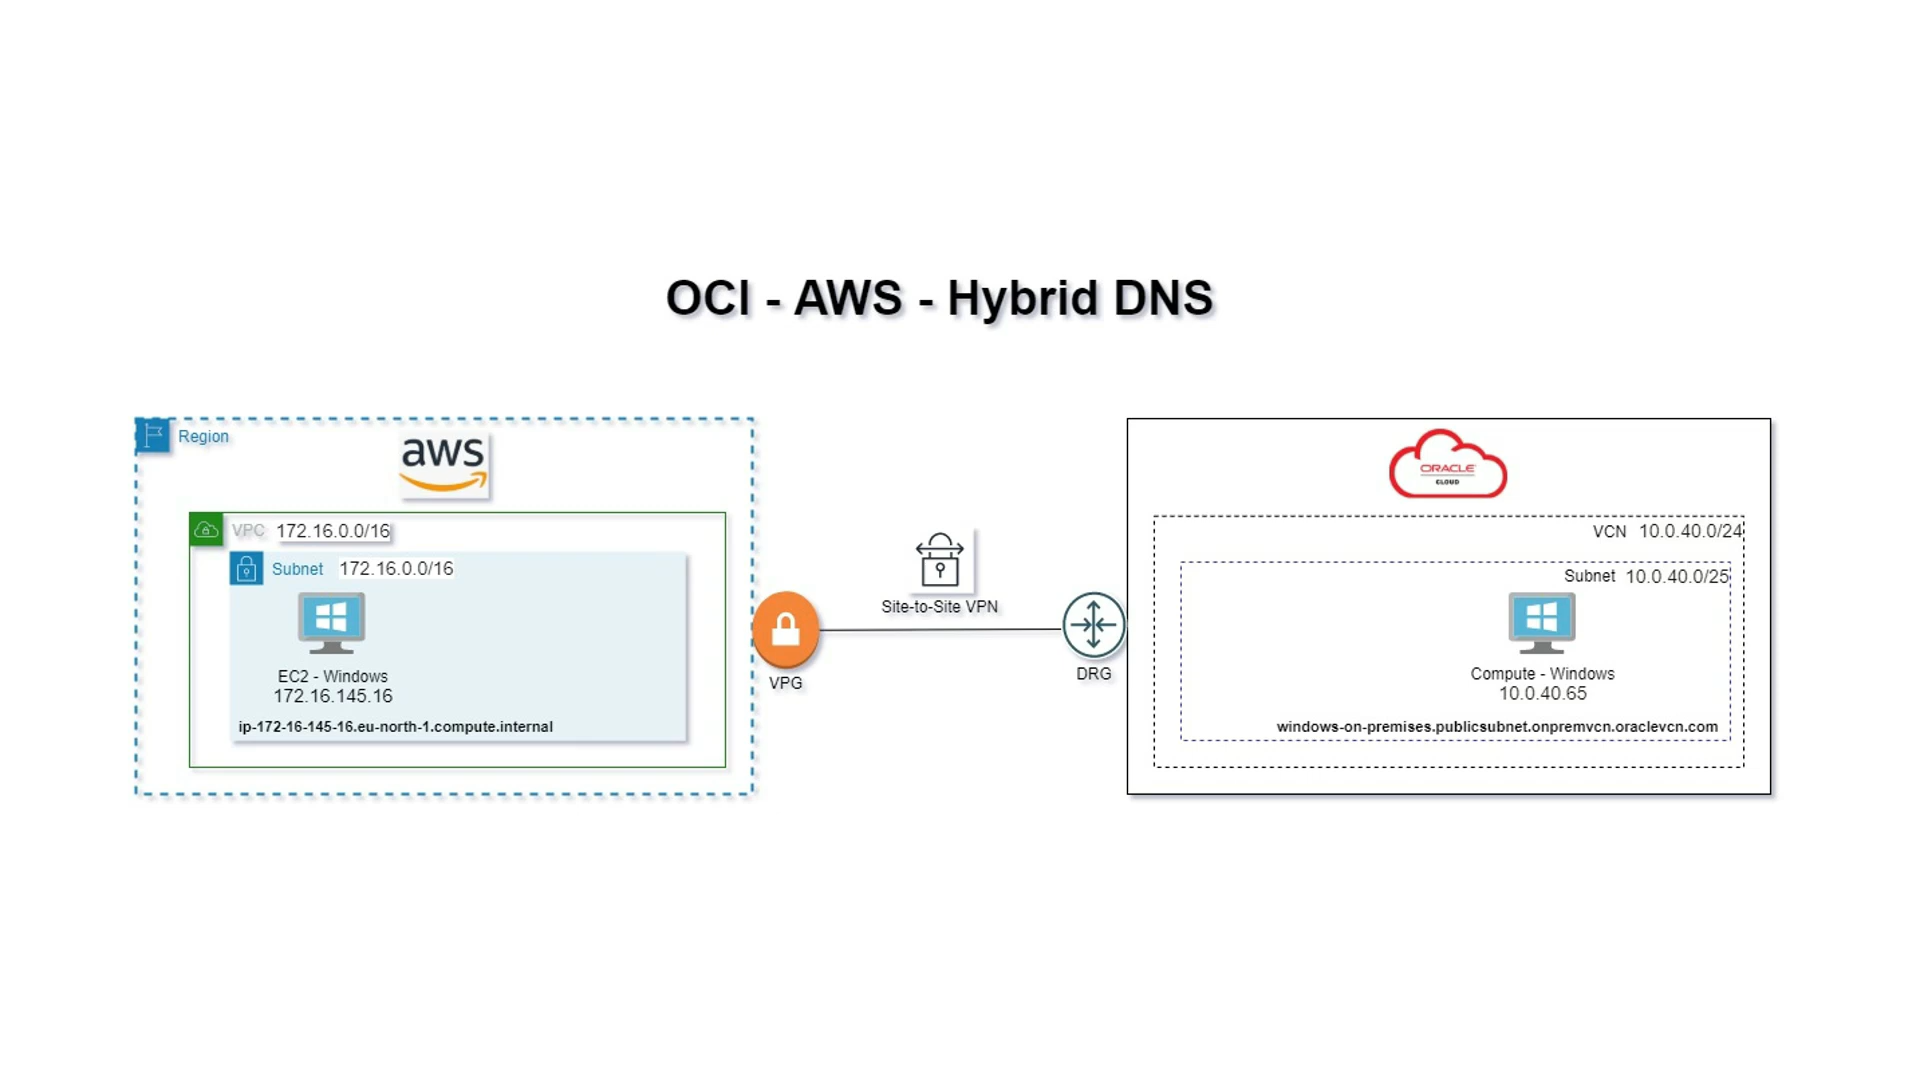 OCI - AWS - Hybrid DNS
Region
aws
VPC 172.16.0.0/16
Subnet 172.16.0.0/16
EC2 - Windows
172.16.145.16
ip-172-16-145-16.eu-north-1.compute.internal
VPG
Site-to-Site VPN
DRG
ORACLE
CLOUD
VCN 10.0.40.0/24
Subnet 10.0.40.0/25
Compute - Windows
10.0.40.65
windows-on-premises.publicsubnet.onpremvcn.oraclevcn.com